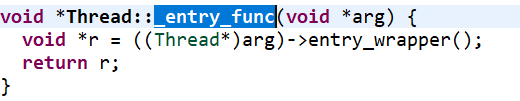 void *Thread::_entry_func(void *arg) {
  void *r = ((Thread*)arg)->entry_wrapper();
  return r;
}